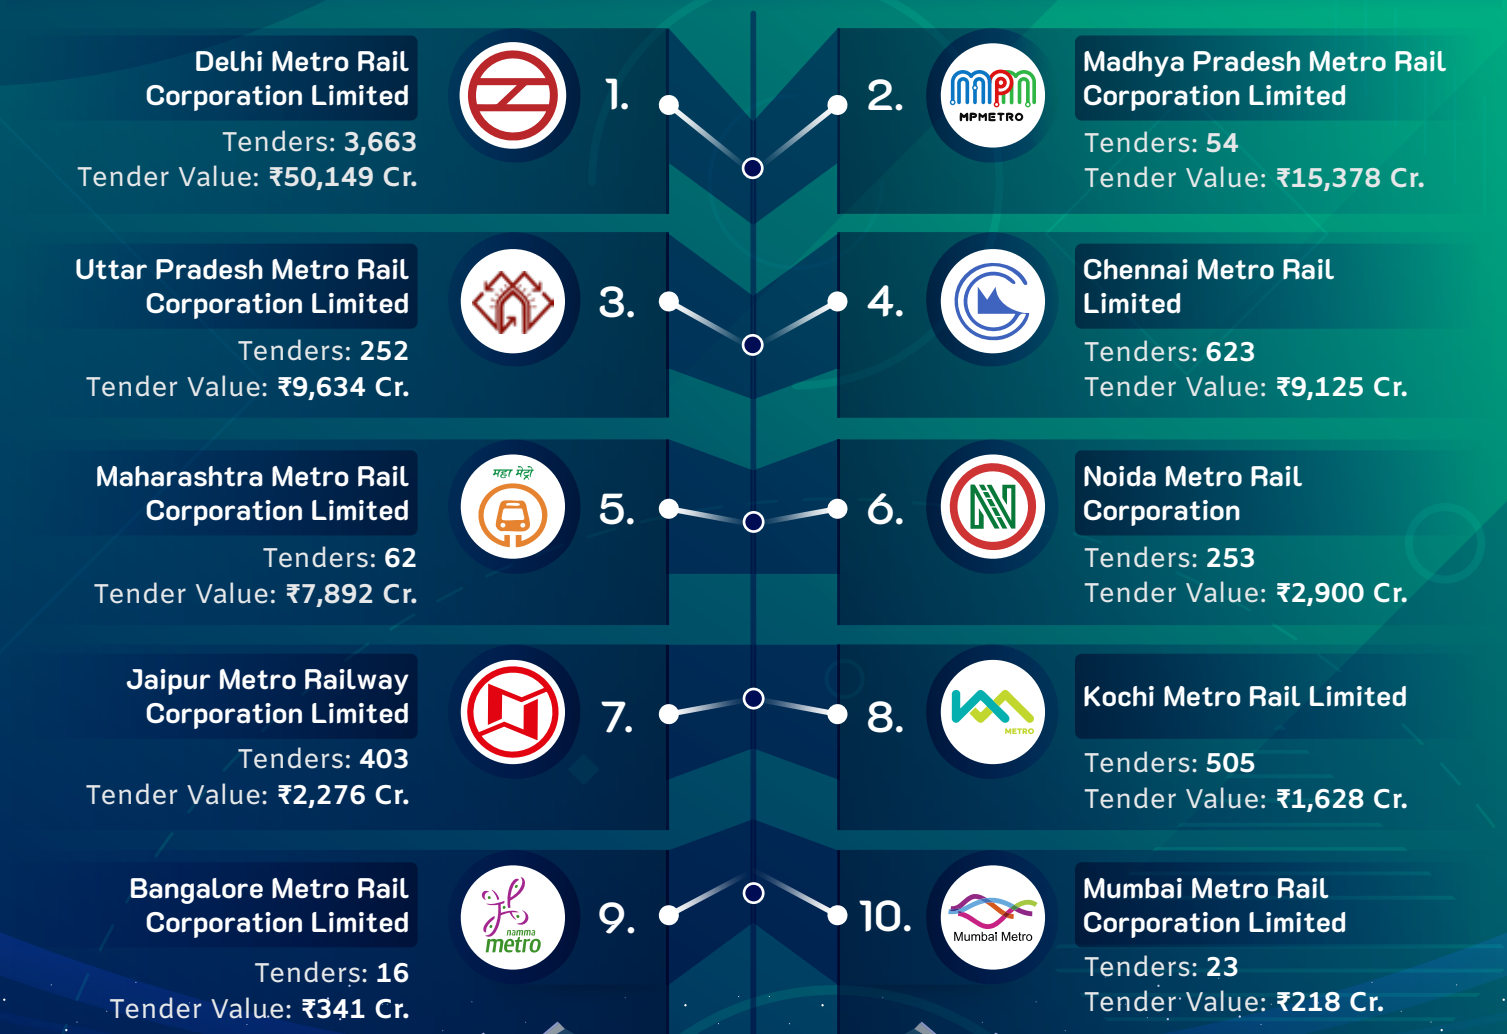 Delhi Metro Rail
Corporation Limited
Tenders: 3,663
Tender Value: ₹50,149 Cr.
1.
2.
MPMETRO
Madhya Pradesh Metro Rail
Corporation Limited
Tenders: 54
Tender Value: ₹15,378 Cr.
Uttar Pradesh Metro Rail
Corporation Limited
Tenders: 252
Tender Value: ₹9,634 Cr.
3.
4.
Chennai Metro Rail
Limited
Tenders: 623
Tender Value: ₹9,125 Cr.
Maharashtra Metro Rail
Corporation Limited
Tenders: 62
Tender Value: ₹7,892 Cr.
महा मेट्रो
5.
6.
Noida Metro Rail
Corporation
Tenders: 253
Tender Value: ₹2,900 Cr.
Jaipur Metro Railway
Corporation Limited
Tenders: 403
Tender Value: ₹2,276 Cr.
7.
8.
METRO
Kochi Metro Rail Limited
Tenders: 505
Tender Value: ₹1,628 Cr.
Bangalore Metro Rail
Corporation Limited
Tenders: 16
Tender Value: ₹341 Cr.
namma
metro
9.
10.
Mumbai Metro
Mumbai Metro Rail
Corporation Limited
Tenders: 23
Tender Value: ₹218 Cr.